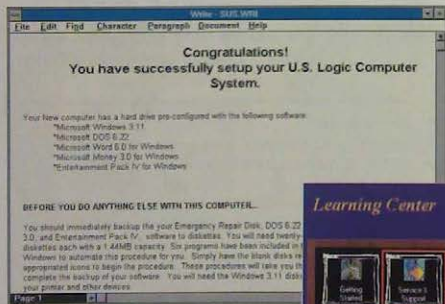 Write - SUS.WRI
File Edit Find Character Paragraph Document Help
Congratulations!
You have successfully setup your U.S. Logic Computer
System.
Your New computer has a hard drive pre-configured with the following software:
*Microsoft Windows 3.11
*Microsoft DOS 6.22
*Microsoft Word 6.0 for Windows
*Microsoft Money 3.0 for Windows
*Entertainment Pack IV for Windows
BEFORE YOU DO ANYTHING ELSE WITH THIS COMPUTER...
You should immediately backup the your Emergency Repair Disk, DOS 6.22
3.0, and Entertainment Pack IV, software to diskettes. You will need twenty-
diskettes each with a 1.44MB capacity. Six programs have been included in
Windows to automate this procedure for you. Simply have the blank disks re
appropriated icons to begin the procedure. These procedures will take you th
complete the backup of your software. You will need the Windows 3.11 disk
your printer and other devices.
Page 1
Learning Center
Getting
Started
Service &
Support